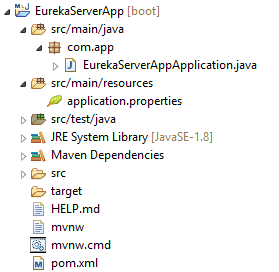 EurekaServerApp [boot]
src/main/java
com.app
EurekaServerAppApplication.java
src/main/resources
application.properties
src/test/java
JRE System Library [JavaSE-1.8]
Maven Dependencies
src
target
HELP.md
mvnw
mvnw.cmd
pom.xml